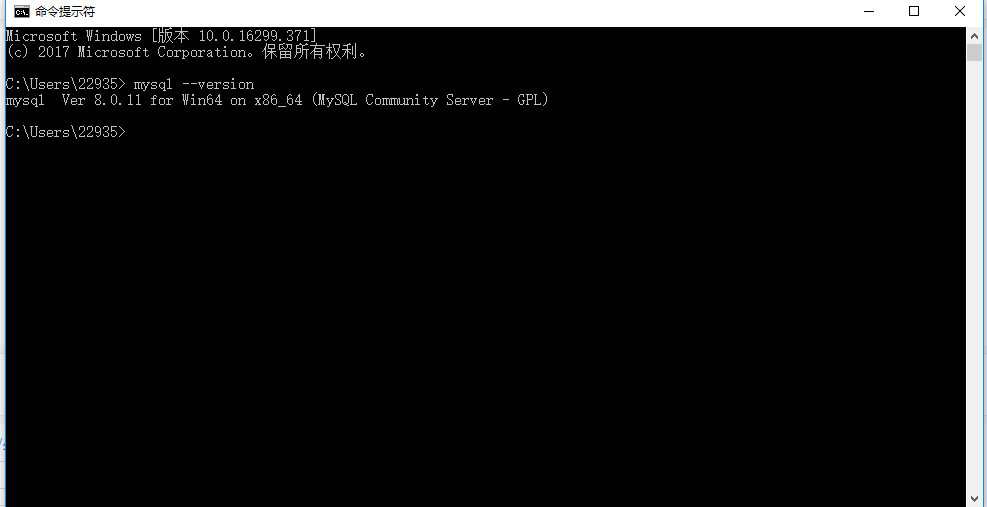 命令提示符
Microsoft Windows [版本 10.0.16299.371]
(c) 2017 Microsoft Corporation。保留所有权利。
C:\Users\22935> mysql --version
mysql  Ver 8.0.11 for Win64 on x86_64 (MySQL Community Server - GPL)
C:\Users\22935>